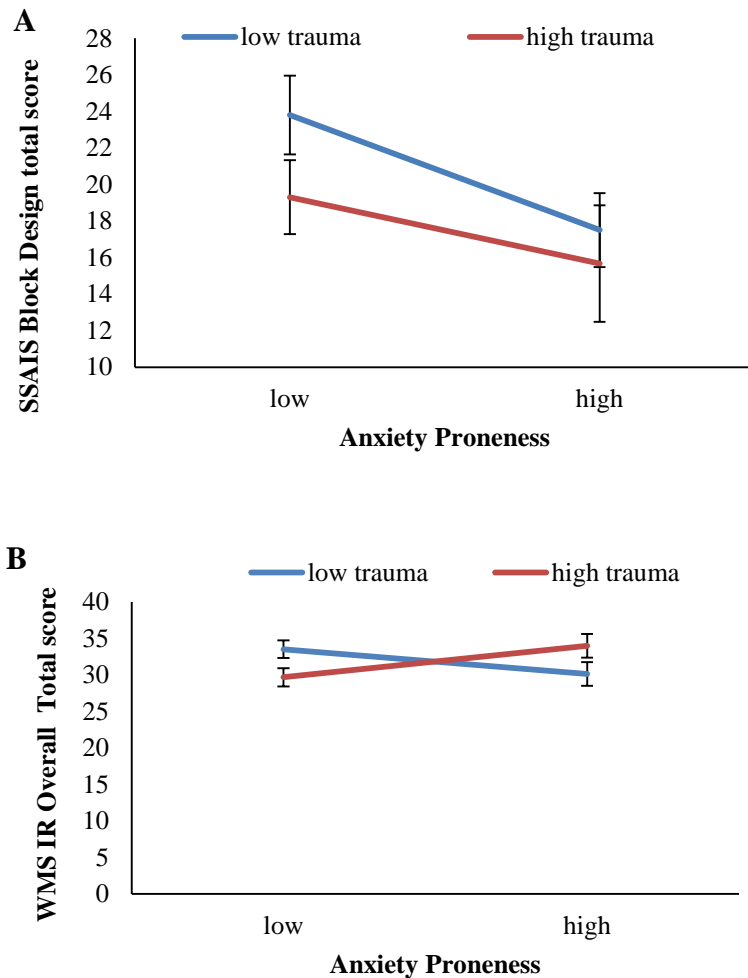 A
low trauma high trauma
SSAIS Block Design total score
28
26
24
22
20
18
16
14
12
10
low high
Anxiety Proneness
B
low trauma high trauma
WMS IR Overall Total score
40
35
30
25
20
15
10
5
0
low high
Anxiety Proneness